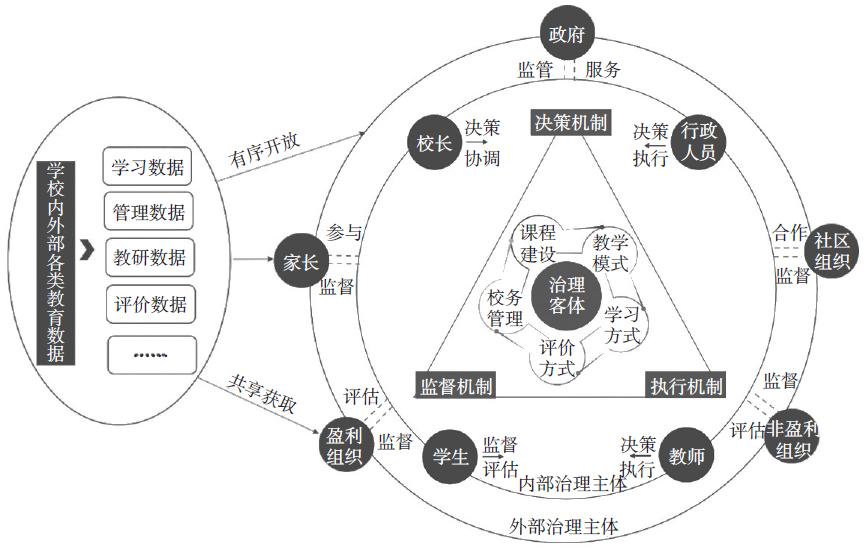 学校内外部各类教育数据
学习数据
管理数据
教研数据
评价数据
······
有序开放
共享获取
政府
监管
服务
校长
决策
协调
决策机制
决策
执行
行政
人员
参与
家长
监督
合作
社区
组织
监督
课程
建设
教学
模式
治理
客体
校务
管理
学习
方式
评价
方式
监督机制
执行机制
评估
盈利
组织
监督
监督
评估
非盈利
组织
学生
监督
评估
决策
执行
教师
内部治理主体
外部治理主体